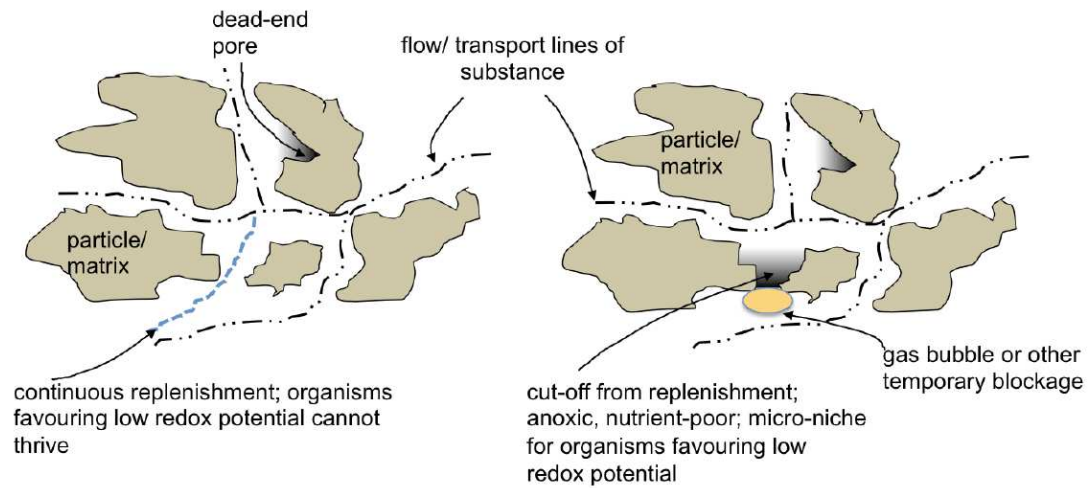 dead-end
pore
flow/ transport lines of
substance
particle/
matrix
continuous replenishment; organisms
favouring low redox potential cannot
thrive
particle/
matrix
gas bubble or other
temporary blockage
cut-off from replenishment;
anoxic, nutrient-poor; micro-niche
for organisms favouring low
redox potential